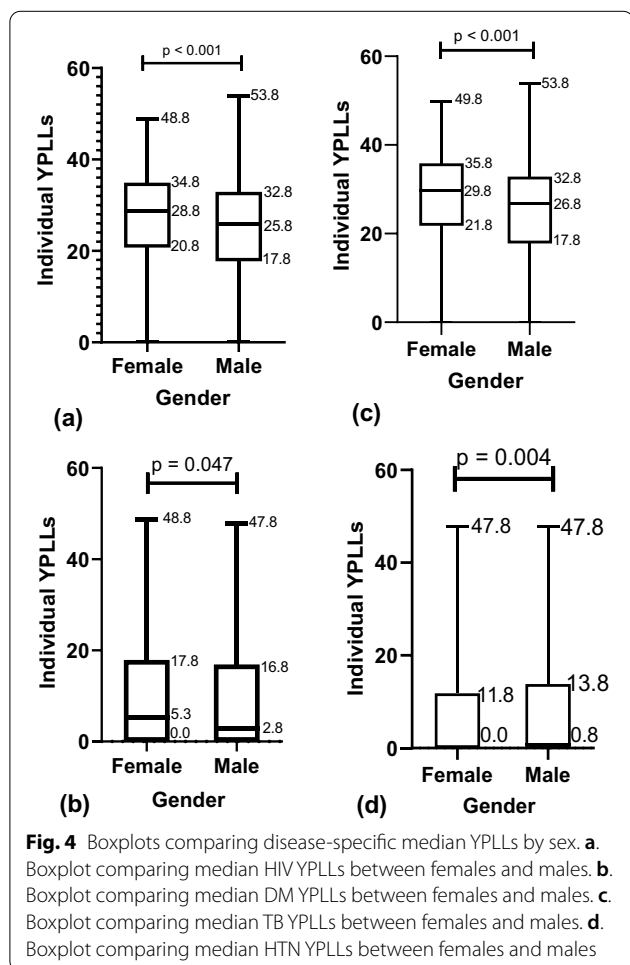 p < 0.001
60
40
20
0
Individual YPLLs
48.8
34.8
28.8
20.8
53.8
32.8
25.8
17.8
Female Male
Gender
(a)
p < 0.001
60
40
20
0
Individual YPLLs
49.8
35.8
29.8
21.8
53.8
32.8
26.8
17.8
Female Male
Gender
(c)
p = 0.047
60
40
20
0
Individual YPLLs
48.8
17.8
5.3
0.0
47.8
16.8
2.8
Female Male
Gender
(b)
p = 0.004
60
40
20
0
Individual YPLLs
47.8
11.8
0.0
47.8
13.8
0.8
Female Male
Gender
(d)
Fig. 4 Boxplots comparing disease-specific median YPLLs by sex. a.
Boxplot comparing median HIV YPLLs between females and males. b.
Boxplot comparing median DM YPLLs between females and males. c.
Boxplot comparing median TB YPLLs between females and males. d.
Boxplot comparing median HTN YPLLs between females and males